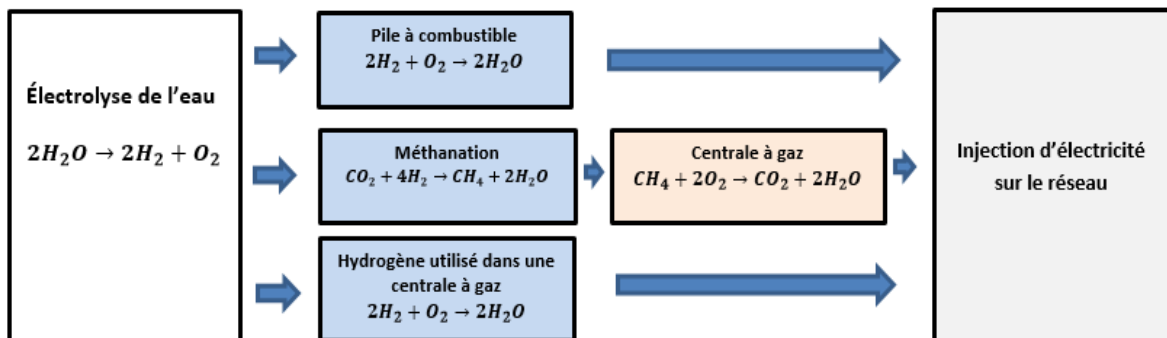 Électrolyse de l'eau
2H₂O → 2H₂ + O₂
Pile à combustible
2H₂ + O₂ → 2H₂O
Méthanation
CO₂ + 4H₂ → CH₄ + 2H₂O
Centrale à gaz
CH₄ + 2O₂ → CO₂ + 2H₂O
Hydrogène utilisé dans une
centrale à gaz
2H₂ + O₂ → 2H₂O
Injection d'électricité
sur le réseau